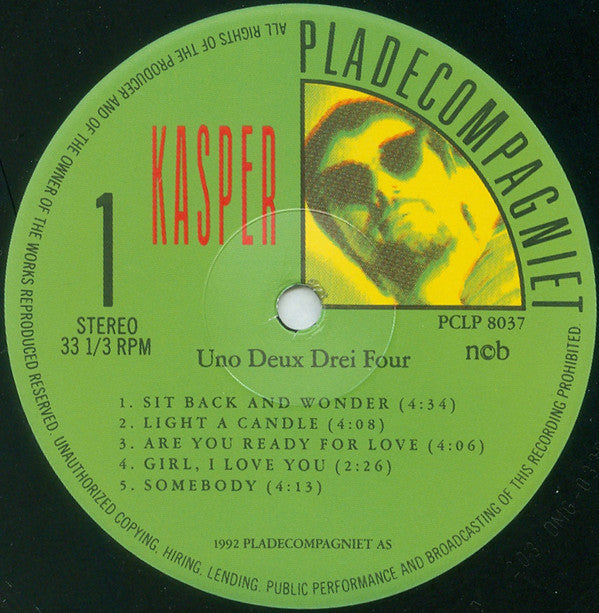 PLADECOMPAGNIET
KASPER
1
STEREO
33 1/3 RPM
PCLP 8037
n©b
Uno Deux Drei Four
1. SIT BACK AND WONDER (4:34)
2. LIGHT A CANDLE (4:08)
3. ARE YOU READY FOR LOVE (4:06)
4. GIRL, I LOVE YOU (2:26)
5. SOMEBODY (4:13)
1992 PLADECOMPAGNIET AS
ALL RIGHTS OF THE PRODUCER AND OF THE OWNER OF THE WORKS REPRODUCED RESERVED. UNAUTHORIZED COPYING, HIRING, LENDING, PUBLIC PERFORMANCE AND BROADCASTING OF THIS RECORDING PROHIBITED.